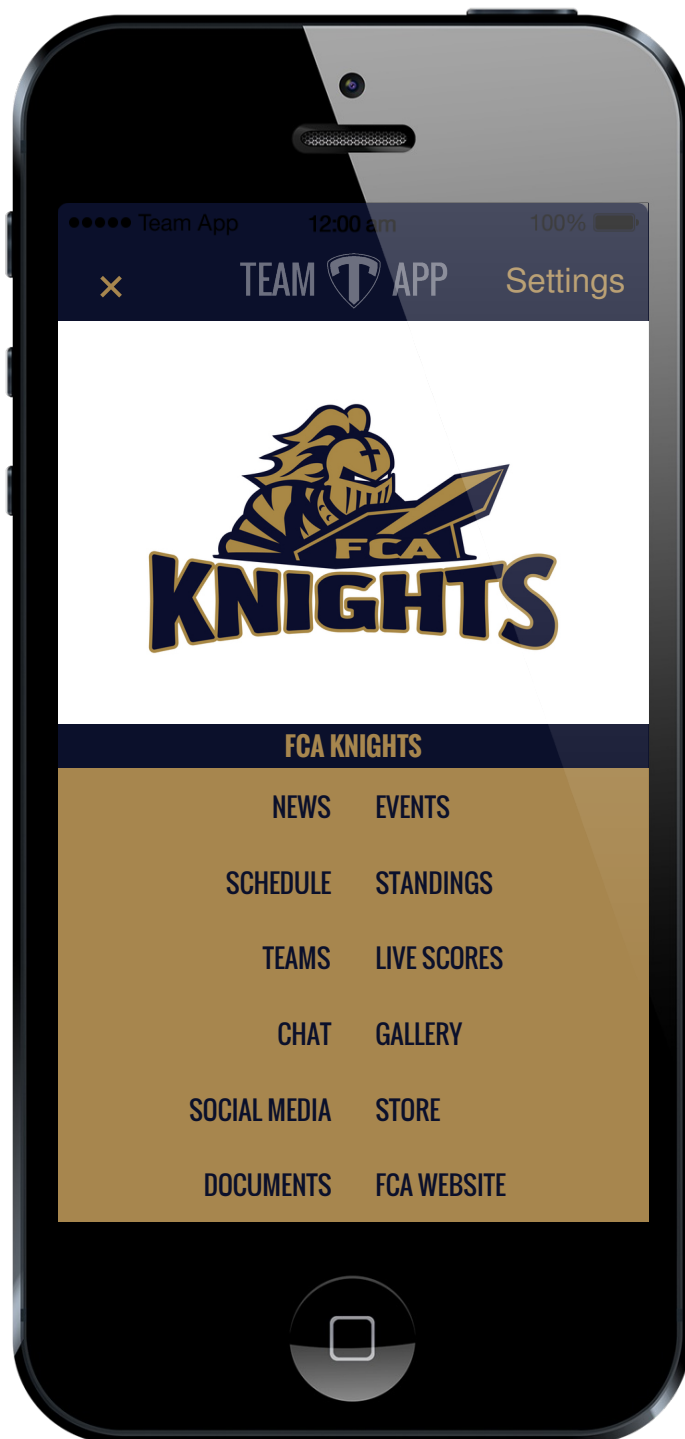 Team App 12:00 am 100%
× TEAM T APP Settings
FCA
KNIGHTS
FCA KNIGHTS
NEWS EVENTS
SCHEDULE STANDINGS
TEAMS LIVE SCORES
CHAT GALLERY
SOCIAL MEDIA STORE
DOCUMENTS FCA WEBSITE